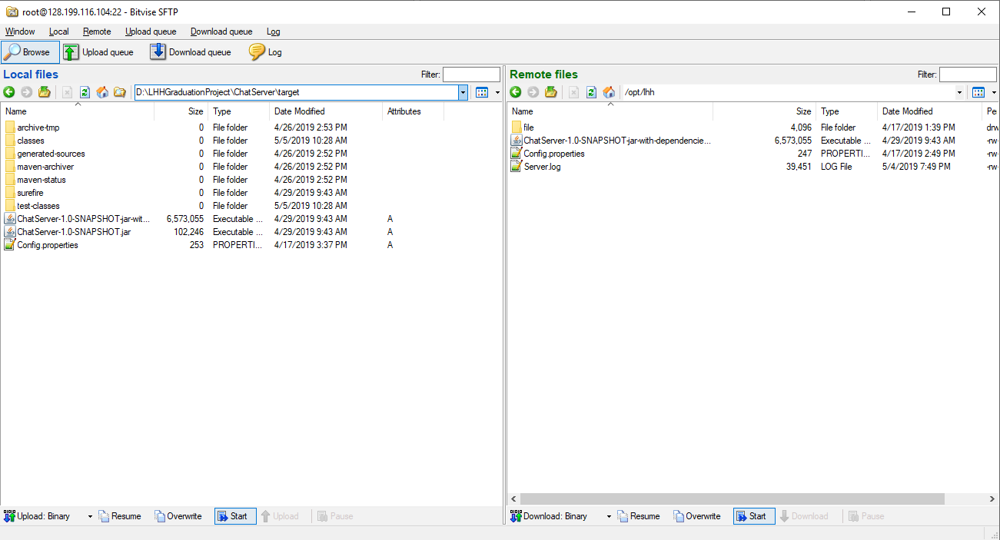 root@128.199.116.104:22 - Bitvise SFTP
Window Local Remote Upload queue Download queue Log
Browse Upload queue Download queue Log
Local files Filter:
D:\LHHGraduationProject\ChatServer\target
Name Size Type Date Modified Attributes
archive-tmp 0 File folder 4/26/2019 2:53 PM
classes 0 File folder 5/5/2019 10:28 AM
generated-sources 0 File folder 4/26/2019 2:52 PM
maven-archiver 0 File folder 4/26/2019 2:52 PM
maven-status 0 File folder 4/26/2019 2:52 PM
surefire 0 File folder 4/29/2019 9:43 AM
test-classes 0 File folder 5/5/2019 10:28 AM
ChatServer-1.0-SNAPSHOT-jar-wit... 6,573,055 Executable ... 4/29/2019 9:43 AM A
ChatServer-1.0-SNAPSHOT.jar 102,246 Executable ... 4/29/2019 9:43 AM A
Config.properties 253 PROPERTI... 4/17/2019 3:37 PM A
Upload: Binary Resume Overwrite Start Upload Pause
Remote files Filter:
/opt/lhh
Name Size Type Date Modified Pe
file 4,096 File folder 4/17/2019 1:39 PM drw
ChatServer-1.0-SNAPSHOT-jar-with-dependencie... 6,573,055 Executable ... 4/29/2019 9:43 AM -rw-
Config.properties 247 PROPERTI... 4/17/2019 2:49 PM -rw-
Server.log 39,451 LOG File 5/4/2019 7:49 PM -rw-
Download: Binary Resume Overwrite Start Download Pause